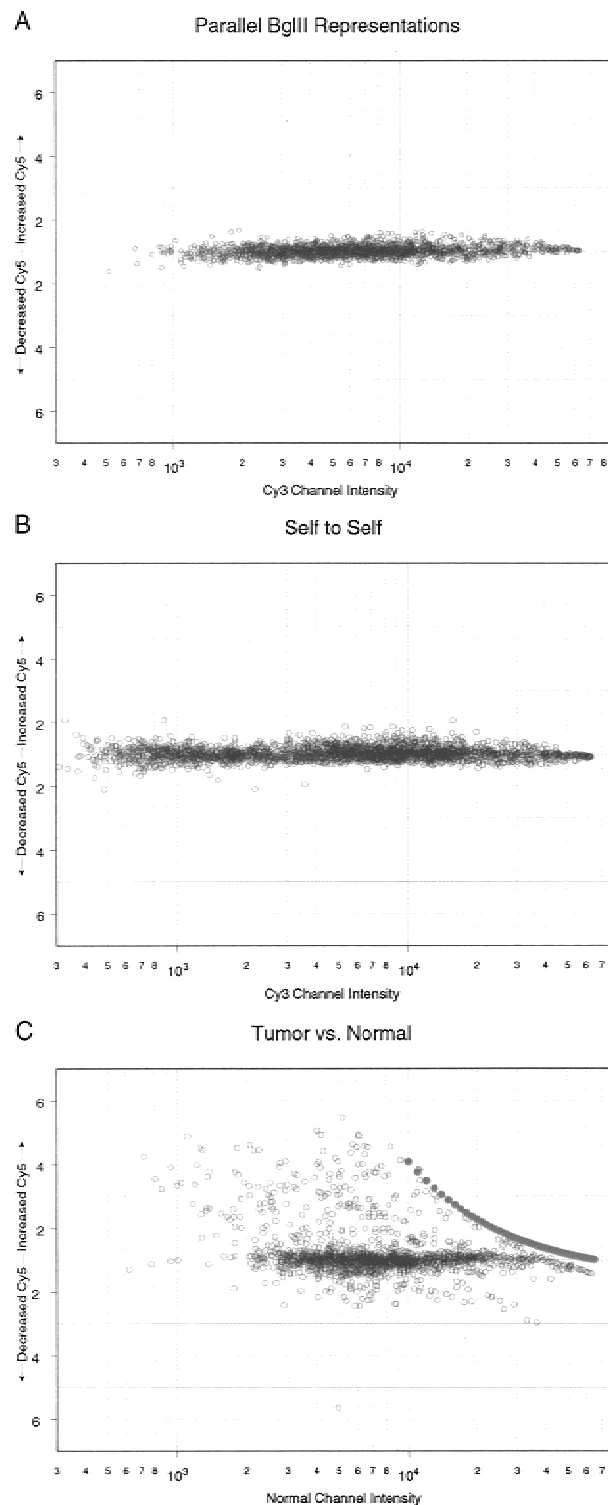 A
Parallel BglII Representations
6
4
2
2
4
6
<--- Decreased Cy5 Increased Cy5 --->
3 4 5 6 7 8 10³ 2 3 4 5 6 7 8 10⁴ 2 3 4 5 6 7 8
Cy3 Channel Intensity
B
Self to Self
6
4
2
2
4
6
<--- Decreased Cy5 Increased Cy5 --->
3 4 5 6 7 8 10³ 2 3 4 5 6 7 8 10⁴ 2 3 4 5 6 7
Cy3 Channel Intensity
C
Tumor vs. Normal
6
4
2
2
4
6
<--- Decreased Cy5 Increased Cy5 --->
3 4 5 6 7 8 10³ 2 3 4 5 6 7 8 10⁴ 2 3 4 5 6 7
Normal Channel Intensity